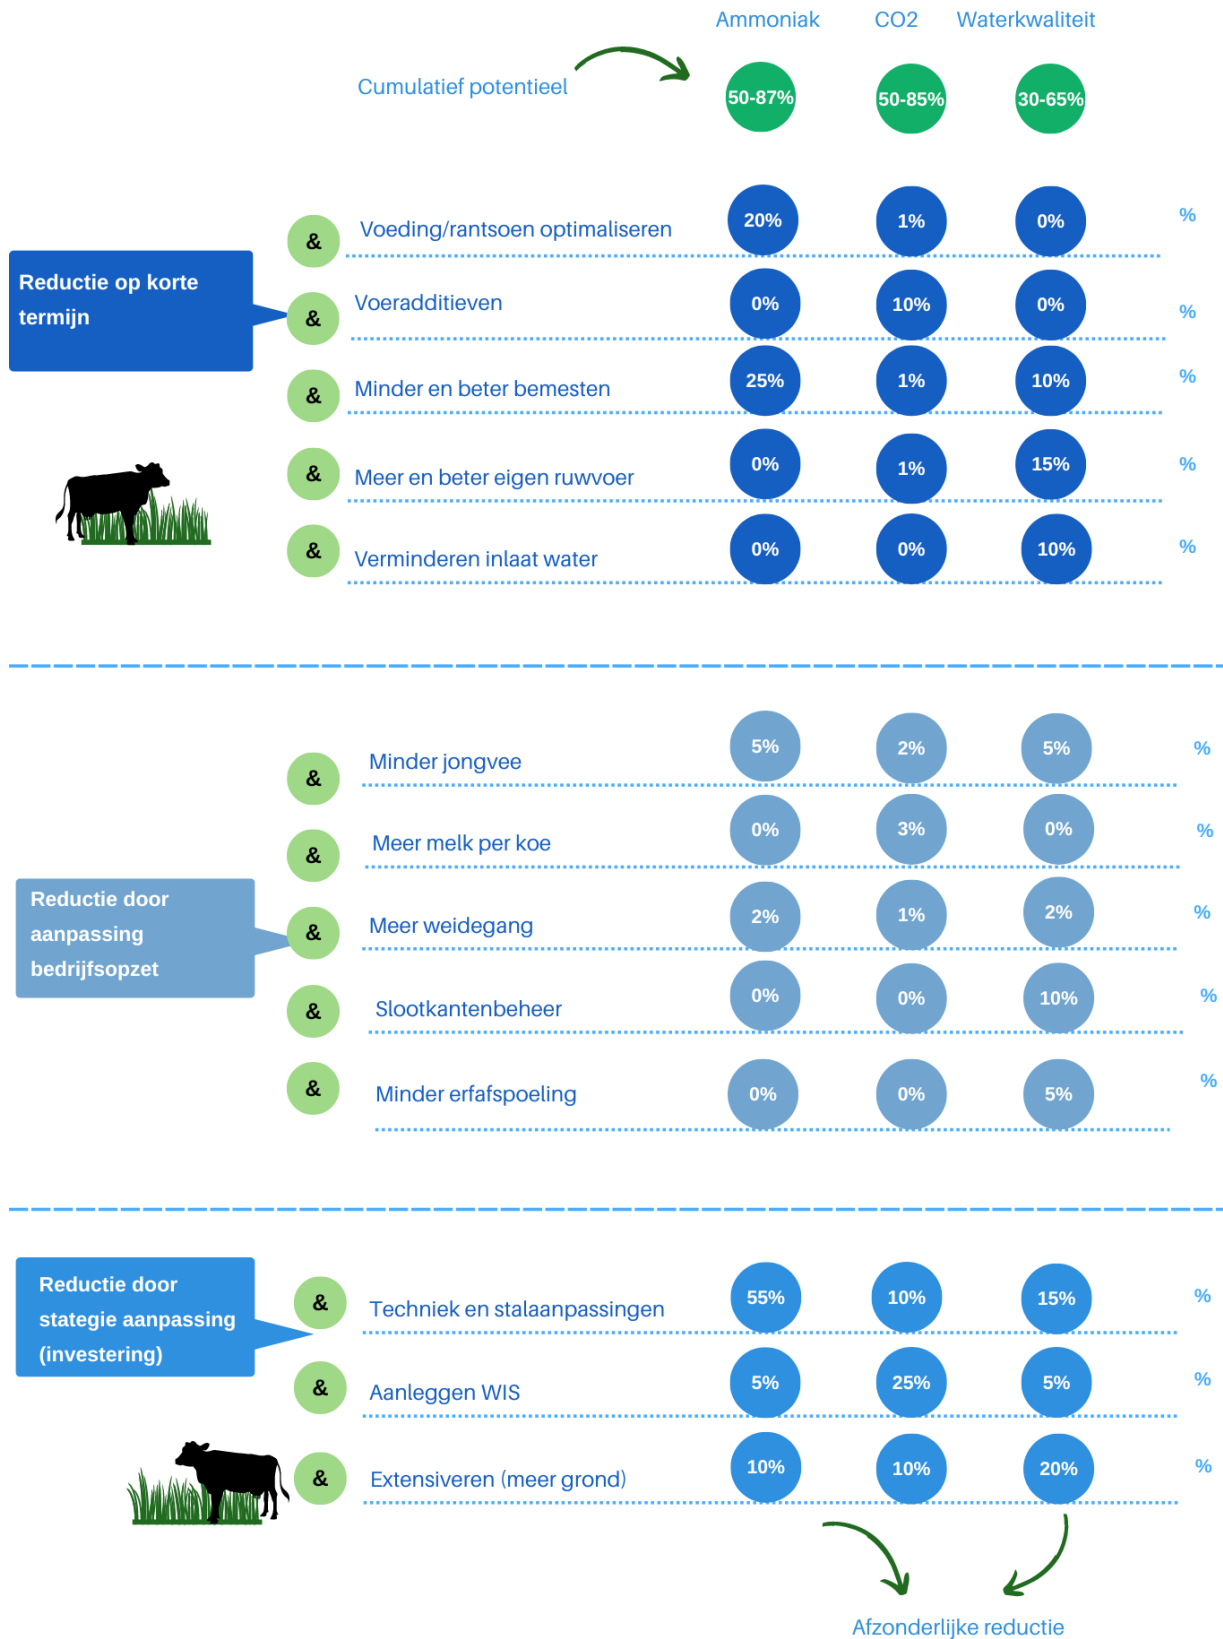 Ammoniak CO2 Waterkwaliteit
Cumulatief potentieel
50-87% 50-85% 30-65%
Reductie op korte
termijn
& Voeding/rantsoen optimaliseren 20% 1% 0% %
& Voeradditieven 0% 10% 0% %
& Minder en beter bemesten 25% 1% 10% %
& Meer en beter eigen ruwvoer 0% 1% 15% %
& Verminderen inlaat water 0% 0% 10% %
Reductie door
aanpassing
bedrijfsopzet
& Minder jongvee 5% 2% 5% %
& Meer melk per koe 0% 3% 0% %
& Meer weidegang 2% 1% 2% %
& Slootkantenbeheer 0% 0% 10% %
& Minder erfafspoeling 0% 0% 5% %
Reductie door
stategie aanpassing
(investering)
& Techniek en stalaanpassingen 55% 10% 15% %
& Aanleggen WIS 5% 25% 5% %
& Extensiveren (meer grond) 10% 10% 20% %
Afzonderlijke reductie